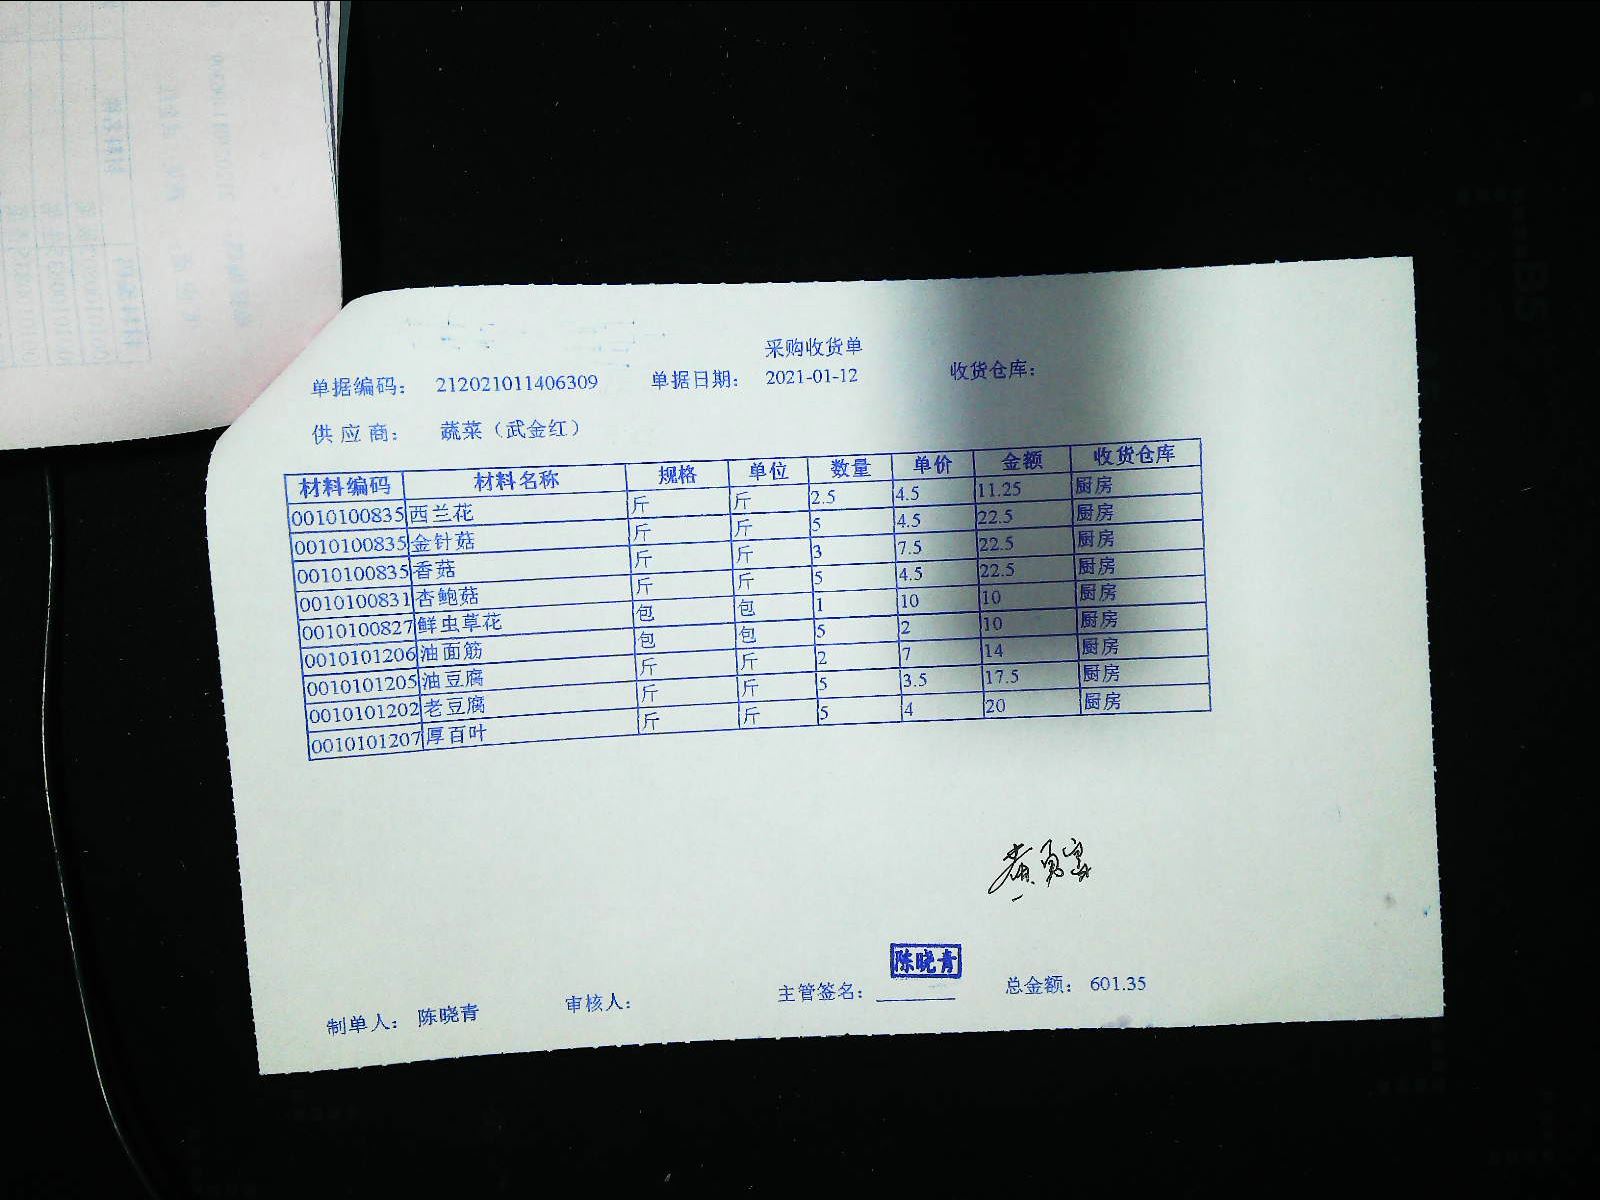 采购收货单
单据编码： 212021011406309 单据日期： 2021-01-12 收货仓库：
供应商： 蔬菜（武金红）
材料编码 材料名称 规格 单位 数量 单价 金额 收货仓库
0010100835 西兰花 斤 斤 2.5 4.5 11.25 厨房
0010100835 金针菇 斤 斤 5 4.5 22.5 厨房
0010100835 香菇 斤 斤 3 7.5 22.5 厨房
0010100831 杏鲍菇 斤 斤 5 4.5 22.5 厨房
0010100827 鲜虫草花 包 包 1 10 10 厨房
0010101206 油面筋 包 包 5 2 10 厨房
0010101205 油豆腐 斤 斤 2 7 14 厨房
0010101202 老豆腐 斤 斤 5 3.5 17.5 厨房
0010101207 厚百叶 斤 斤 5 4 20 厨房
陈晓青
制单人： 陈晓青 审核人： 主管签名： 总金额： 601.35